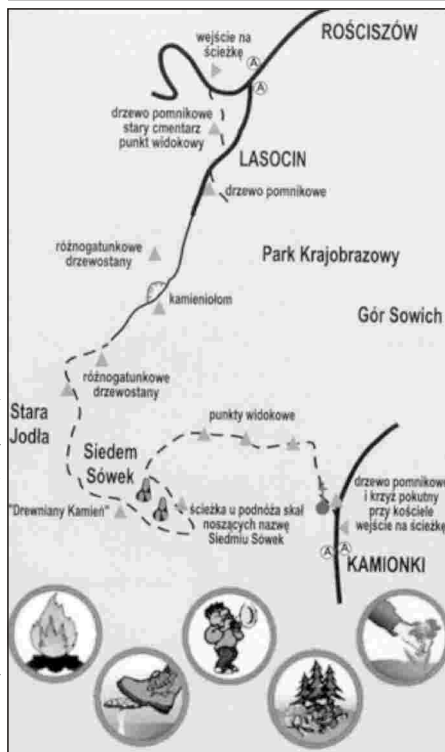 ROŚCISZÓW
wejście na
ścieżkę
A
A
drzewo pomnikowe
stary cmentarz
punkt widokowy
LASOCIN
drzewo pomnikowe
różnogatunkowe
drzewostany
Park Krajobrazowy
kamieniołom
Gór Sowich
różnogatunkowe
drzewostany
Stara
Jodła
punkty widokowe
Siedem
Sówek
"Drewniany Kamień"
ścieżka u podnóża skał
noszących nazwę
Siedmiu Sówek
drzewo pomnikowe
i krzyż pokutny
przy kościele
wejście na ścieżkę
A A
KAMIONKI